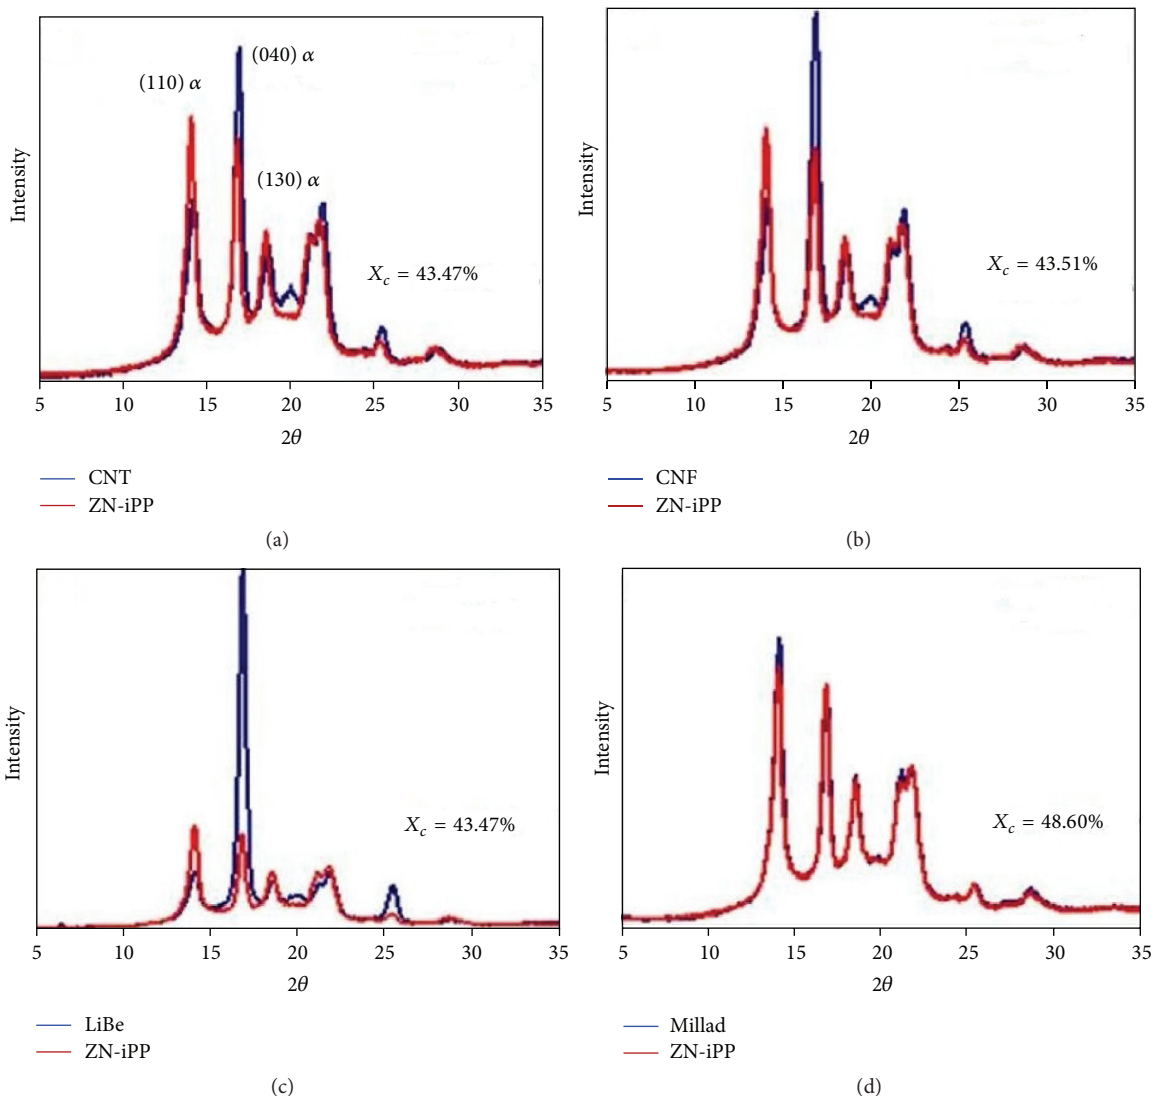 (040) α
(110) α
(130) α
X_c = 43.47%
Intensity
5 10 15 20 25 30 35
2θ
CNT
ZN-iPP
(a)
X_c = 43.51%
Intensity
5 10 15 20 25 30 35
2θ
CNF
ZN-iPP
(b)
X_c = 43.47%
Intensity
5 10 15 20 25 30 35
2θ
LiBe
ZN-iPP
(c)
X_c = 48.60%
Intensity
5 10 15 20 25 30 35
2θ
Millad
ZN-iPP
(d)